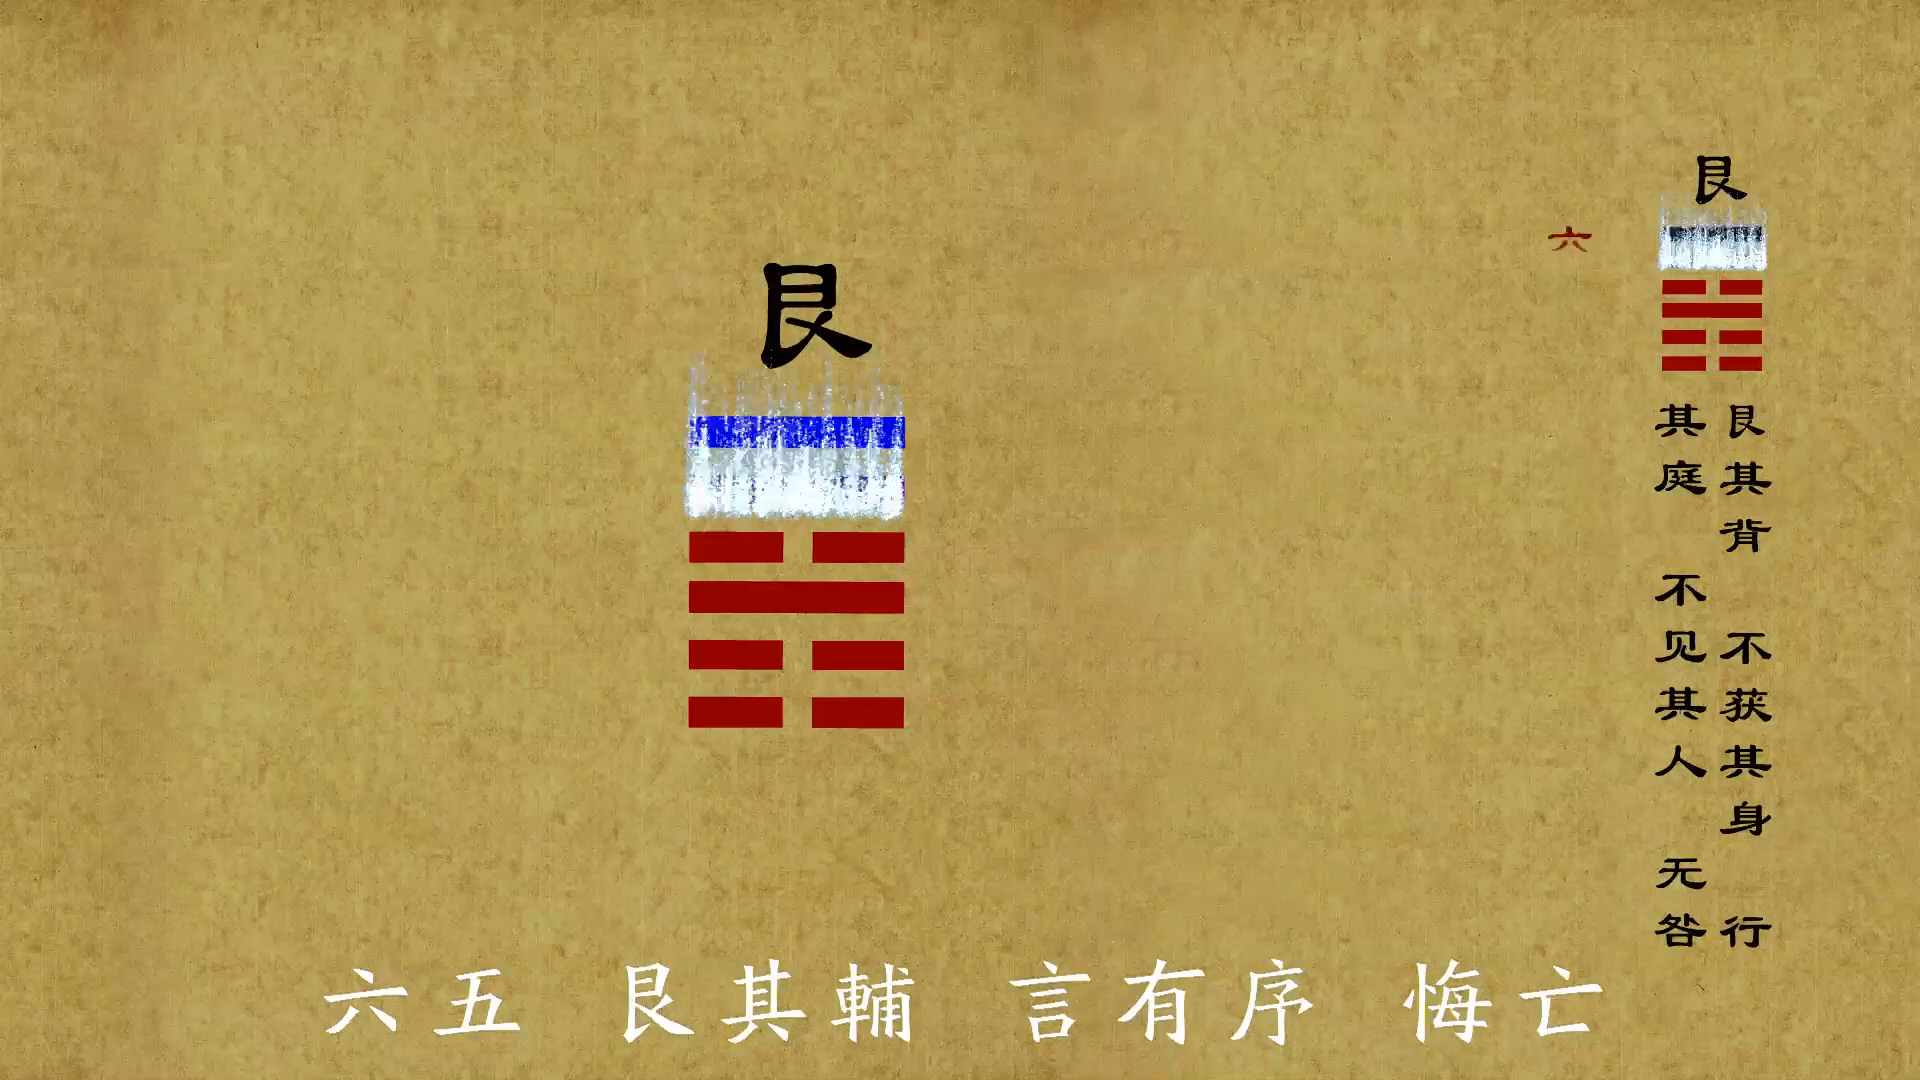 艮
艮
六
艮其背 不获其身 行
其庭 不见其人 无咎
六五 艮其輔 言有序 悔亡